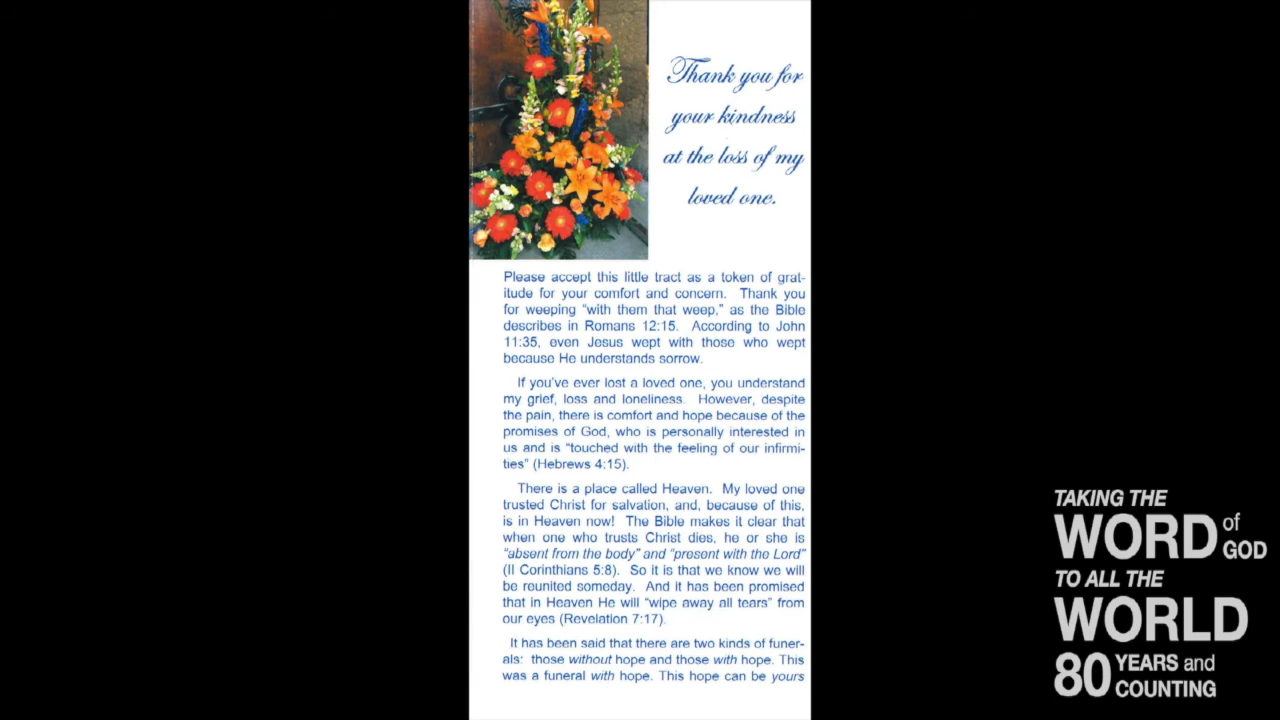 Thank you for
your kindness
at the loss of my
loved one.
Please accept this little tract as a token of grat-
itude for your comfort and concern. Thank you
for weeping “with them that weep,” as the Bible
describes in Romans 12:15. According to John
11:35, even Jesus wept with those who wept
because He understands sorrow.
If you’ve ever lost a loved one, you understand
my grief, loss and loneliness. However, despite
the pain, there is comfort and hope because of the
promises of God, who is personally interested in
us and is “touched with the feeling of our infirmi-
ties” (Hebrews 4:15).
There is a place called Heaven. My loved one
trusted Christ for salvation, and, because of this,
is in Heaven now! The Bible makes it clear that
when one who trusts Christ dies, he or she is
“absent from the body” and “present with the Lord”
(II Corinthians 5:8). So it is that we know we will
be reunited someday. And it has been promised
that in Heaven He will “wipe away all tears” from
our eyes (Revelation 7:17).
It has been said that there are two kinds of funer-
als: those without hope and those with hope. This
was a funeral with hope. This hope can be yours
TAKING THE
WORD of GOD
TO ALL THE
WORLD
80 YEARS and COUNTING